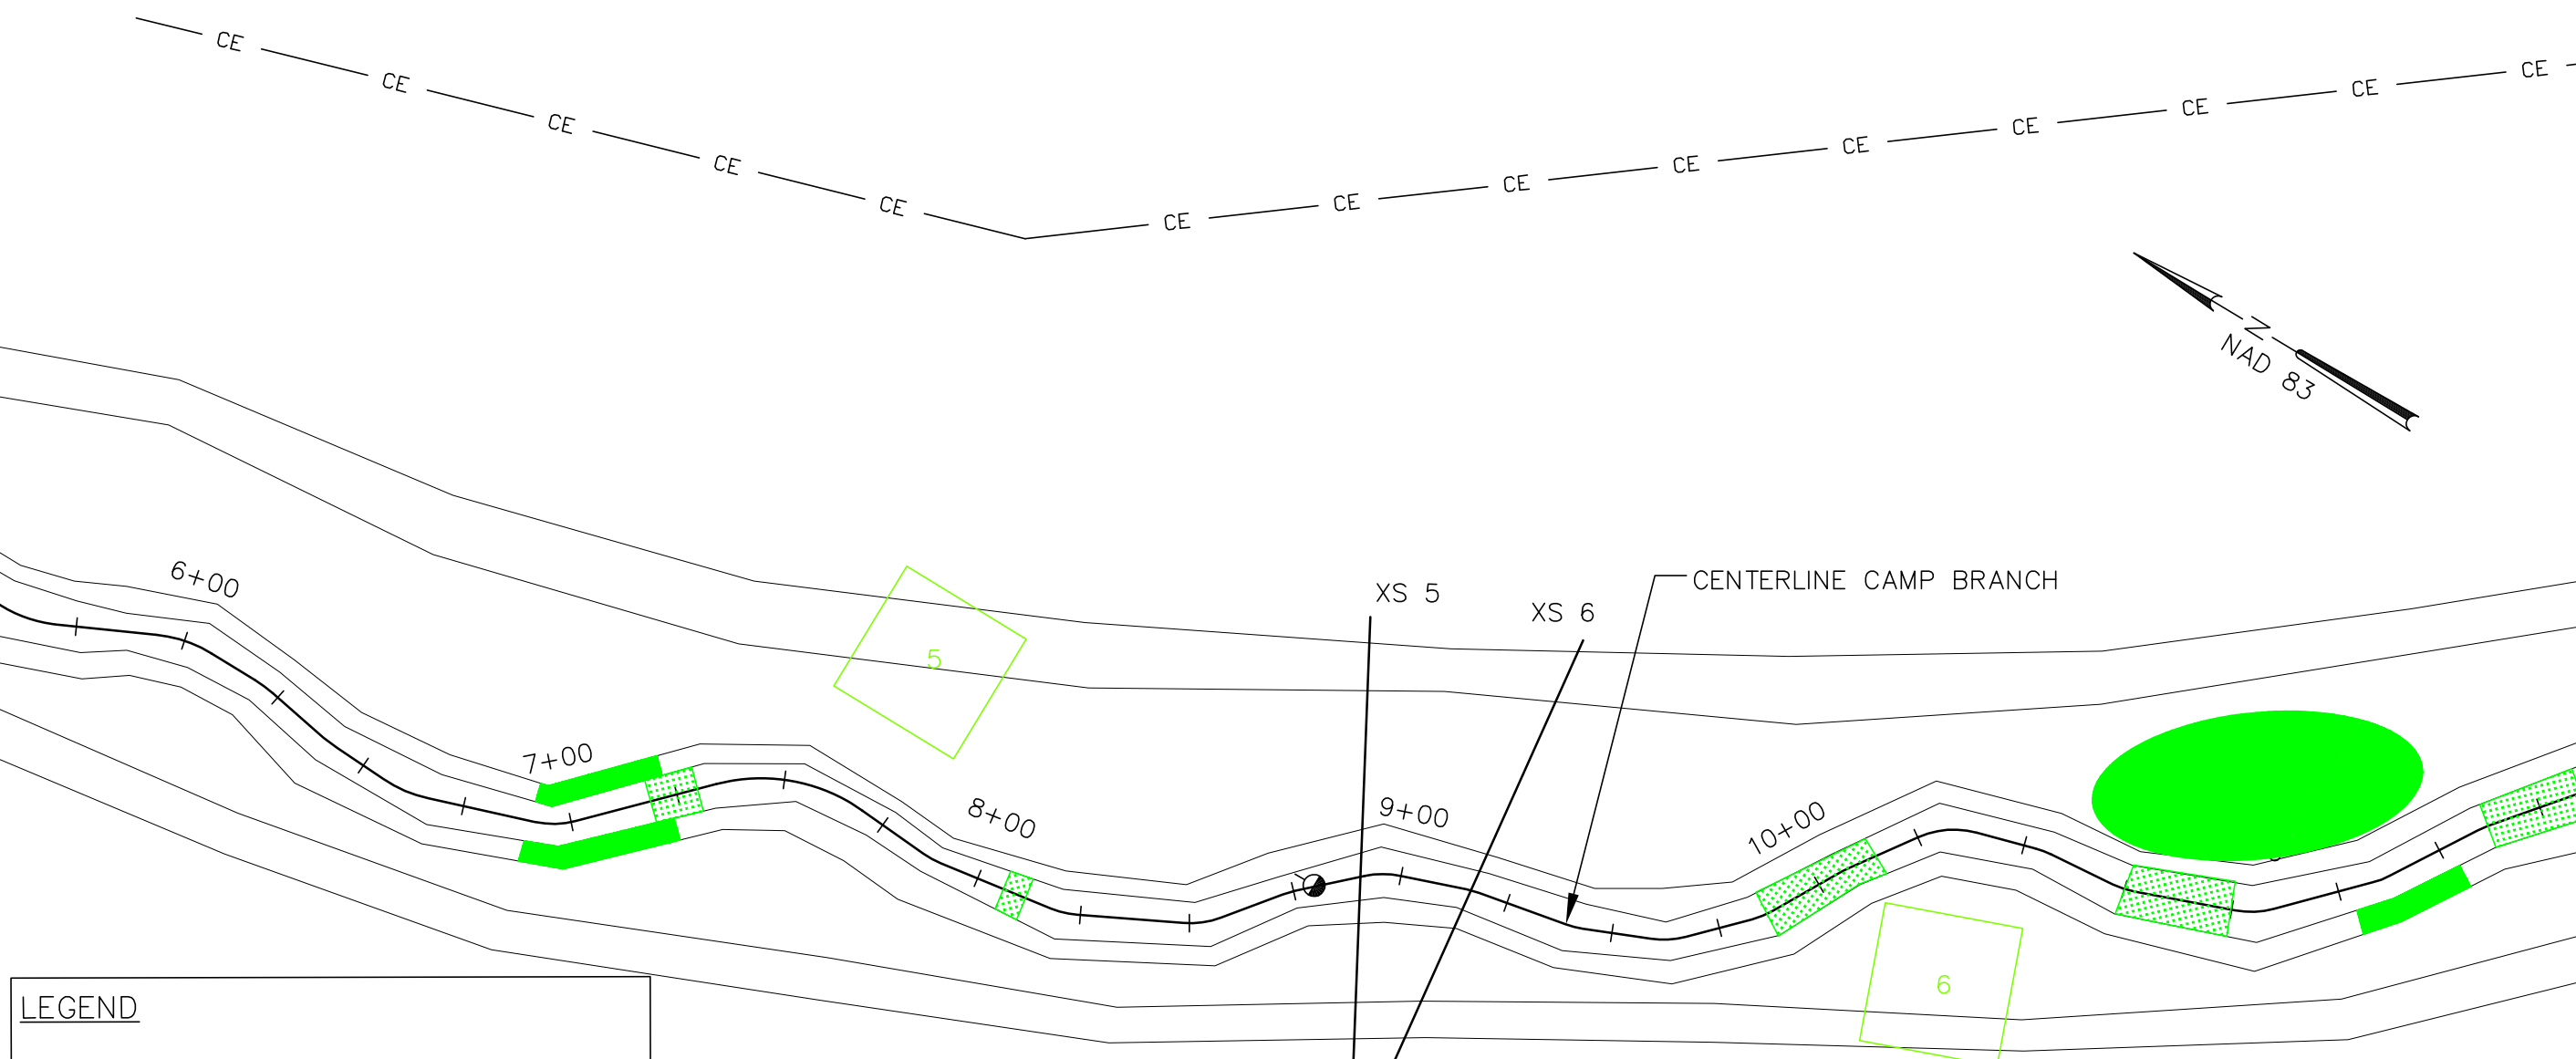 CE CE CE CE CE CE CE CE CE CE CE CE CE CE
N
NAD 83
6+00
7+00
5
8+00
XS 5
XS 6
CENTERLINE CAMP BRANCH
9+00
10+00
6
LEGEND